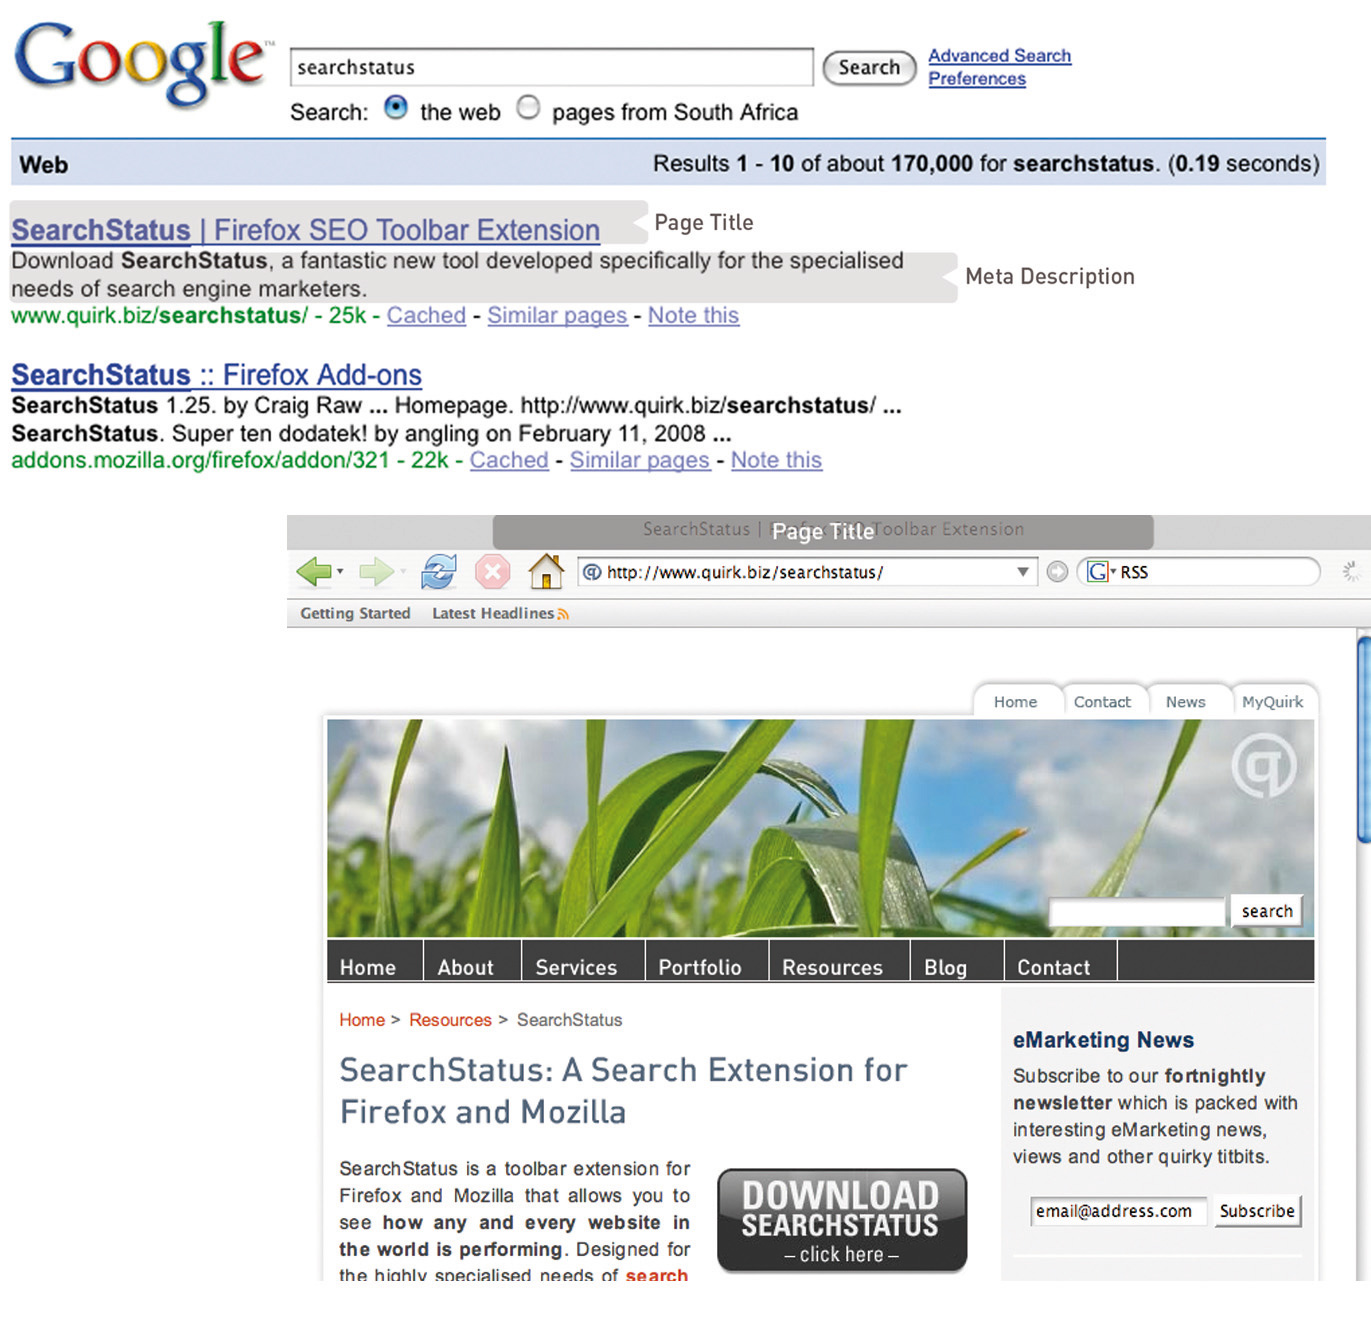 Google™
searchstatus
Search
Advanced Search
Preferences
Search: the web pages from South Africa
Web
Results 1 - 10 of about 170,000 for searchstatus. (0.19 seconds)
SearchStatus | Firefox SEO Toolbar Extension
Page Title
Download SearchStatus, a fantastic new tool developed specifically for the specialised
needs of search engine marketers.
Meta Description
www.quirk.biz/searchstatus/ - 25k - Cached - Similar pages - Note this
SearchStatus :: Firefox Add-ons
SearchStatus 1.25. by Craig Raw ... Homepage. http://www.quirk.biz/searchstatus/ ...
SearchStatus. Super ten dodatek! by angling on February 11, 2008 ...
addons.mozilla.org/firefox/addon/321 - 22k - Cached - Similar pages - Note this
SearchStatus | Firefox SEO Toolbar Extension
Page Title
http://www.quirk.biz/searchstatus/
G RSS
Getting Started Latest Headlines
Home Contact News MyQuirk
q
search
Home About Services Portfolio Resources Blog Contact
Home > Resources > SearchStatus
SearchStatus: A Search Extension for
Firefox and Mozilla
SearchStatus is a toolbar extension for
Firefox and Mozilla that allows you to
see how any and every website in
the world is performing. Designed for
the highly specialised needs of search
DOWNLOAD
SEARCHSTATUS
– click here –
eMarketing News
Subscribe to our fortnightly
newsletter which is packed with
interesting eMarketing news,
views and other quirky titbits.
email@address.com Subscribe